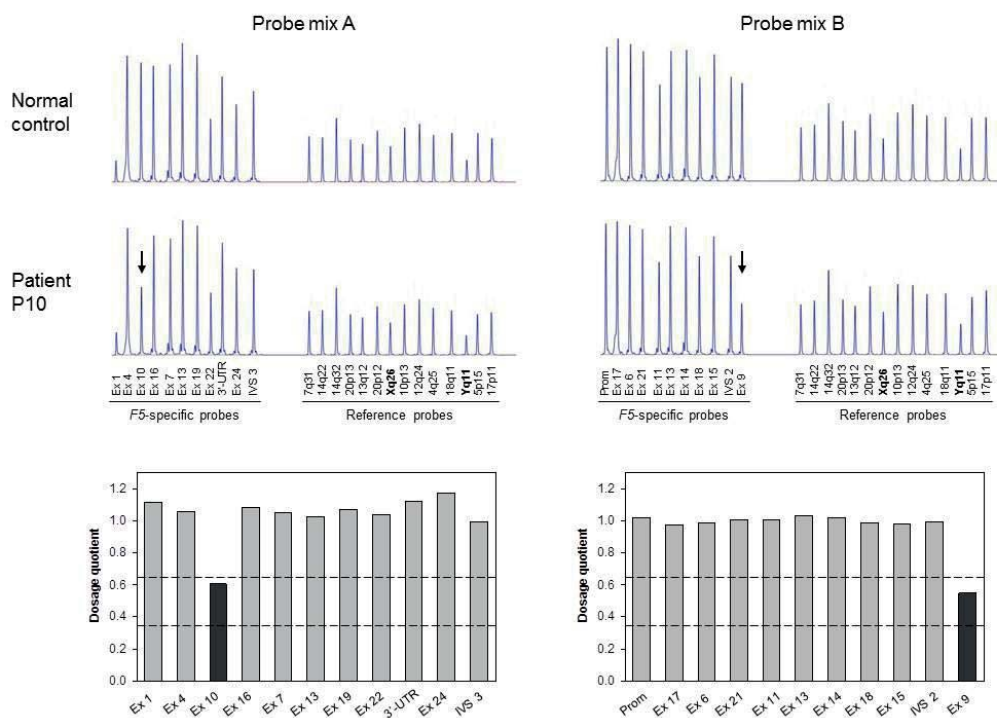 Probe mix A
Probe mix B
Normal
control
Patient
P10
Ex 1
Ex 4
Ex 10
Ex 16
Ex 7
Ex 13
Ex 19
Ex 22
3'-UTR
Ex 24
IVS 3
7q31
14q22
14q32
20p13
13q12
20p12
Xq26
10p13
12q24
4q25
18q11
Yq11
5p15
17p11
F5-specific probes
Reference probes
Prom
Ex 17
Ex 6
Ex 21
Ex 11
Ex 13
Ex 14
Ex 18
Ex 15
IVS 2
Ex 9
7q31
14q22
14q32
20p13
13q12
20p12
Xq26
10p13
12q24
4q25
18q11
Yq11
5p15
17p11
F5-specific probes
Reference probes
Dosage quotient
1.2
1.0
0.8
0.6
0.4
0.2
0.0
Ex 1
Ex 4
Ex 10
Ex 16
Ex 7
Ex 13
Ex 19
Ex 22
3'-UTR
Ex 24
IVS 3
Dosage quotient
1.2
1.0
0.8
0.6
0.4
0.2
0.0
Prom
Ex 17
Ex 6
Ex 21
Ex 11
Ex 13
Ex 14
Ex 18
Ex 15
IVS 2
Ex 9